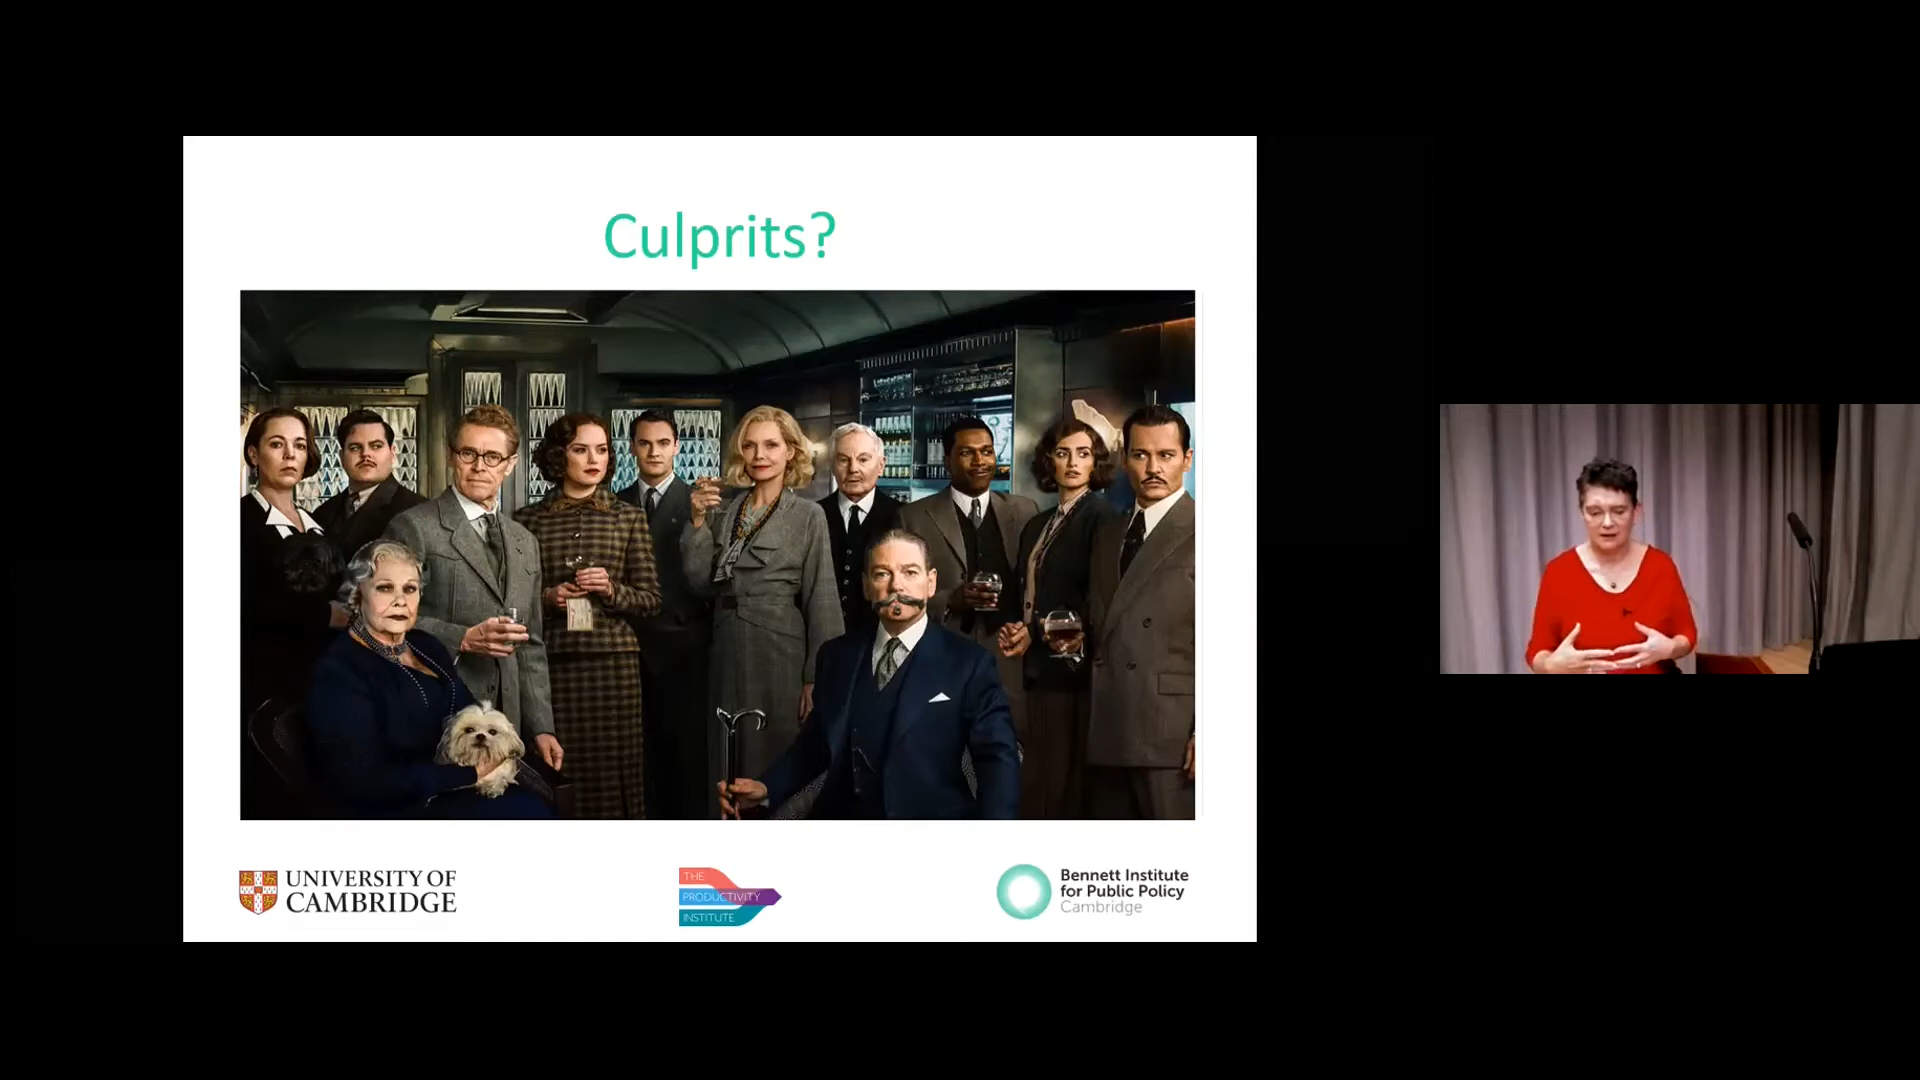 Culprits?
UNIVERSITY OF
CAMBRIDGE
THE
PRODUCTIVITY
INSTITUTE
Bennett Institute
for Public Policy
Cambridge